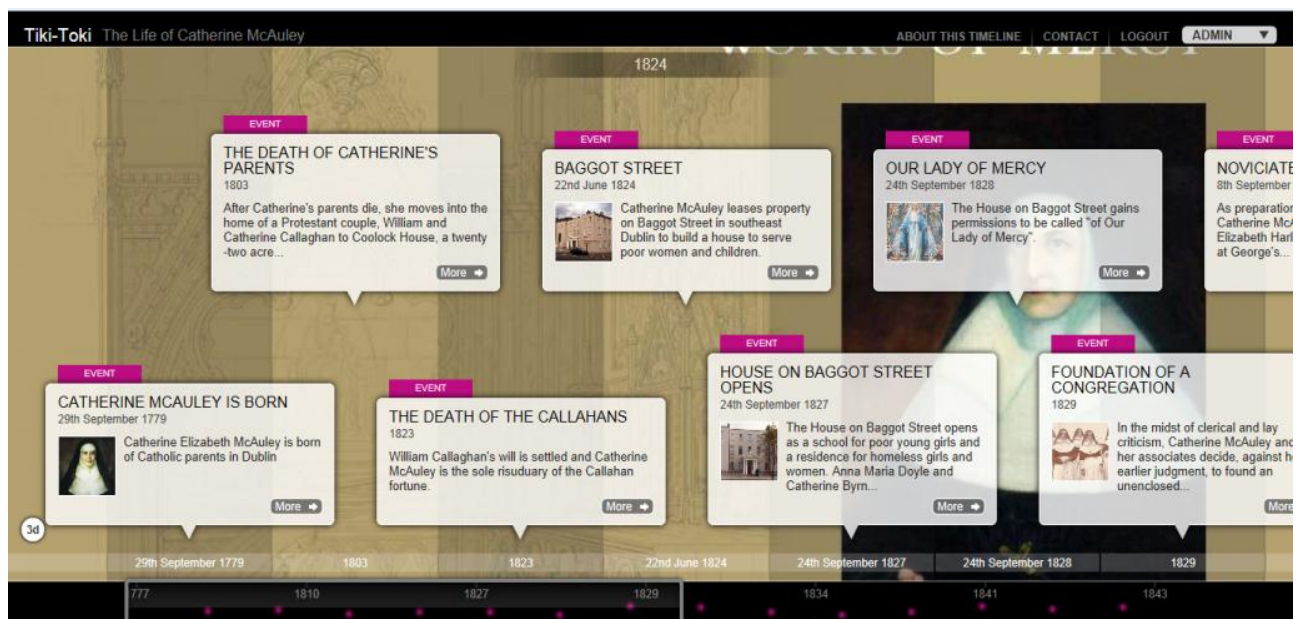 Tiki-Toki The Life of Catherine McAuley
ABOUT THIS TIMELINE CONTACT LOGOUT ADMIN
WORKS OF MERCY
1824
EVENT
THE DEATH OF CATHERINE'S
PARENTS
1803
After Catherine's parents die, she moves into the
home of a Protestant couple, William and
Catherine Callaghan to Coolock House, a twenty
-two acre...
More
EVENT
BAGGOT STREET
22nd June 1824
Catherine McAuley leases property
on Baggot Street in southeast
Dublin to build a house to serve
poor women and children.
More
EVENT
OUR LADY OF MERCY
24th September 1828
The House on Baggot Street gains
permissions to be called "of Our
Lady of Mercy".
More
EVENT
NOVICIATE
8th September
As preparation
Catherine McA
Elizabeth Harl
at George's...
EVENT
CATHERINE MCAULEY IS BORN
29th September 1779
Catherine Elizabeth McAuley is born
of Catholic parents in Dublin
More
EVENT
THE DEATH OF THE CALLAHANS
1823
William Callaghan's will is settled and Catherine
McAuley is the sole risduary of the Callahan
fortune.
More
EVENT
HOUSE ON BAGGOT STREET
OPENS
24th September 1827
The House on Baggot Street opens
as a school for poor young girls and
a residence for homeless girls and
women. Anna Maria Doyle and
Catherine Byrn...
More
EVENT
FOUNDATION OF A
CONGREGATION
1829
In the midst of clerical and lay
criticism, Catherine McAuley and
her associates decide, against he
earlier judgment, to found an
unenclosed...
More
3d
29th September 1779 1803 1823 22nd June 1824 24th September 1827 24th September 1828 1829
777 1810 1827 1829 1834 1841 1843